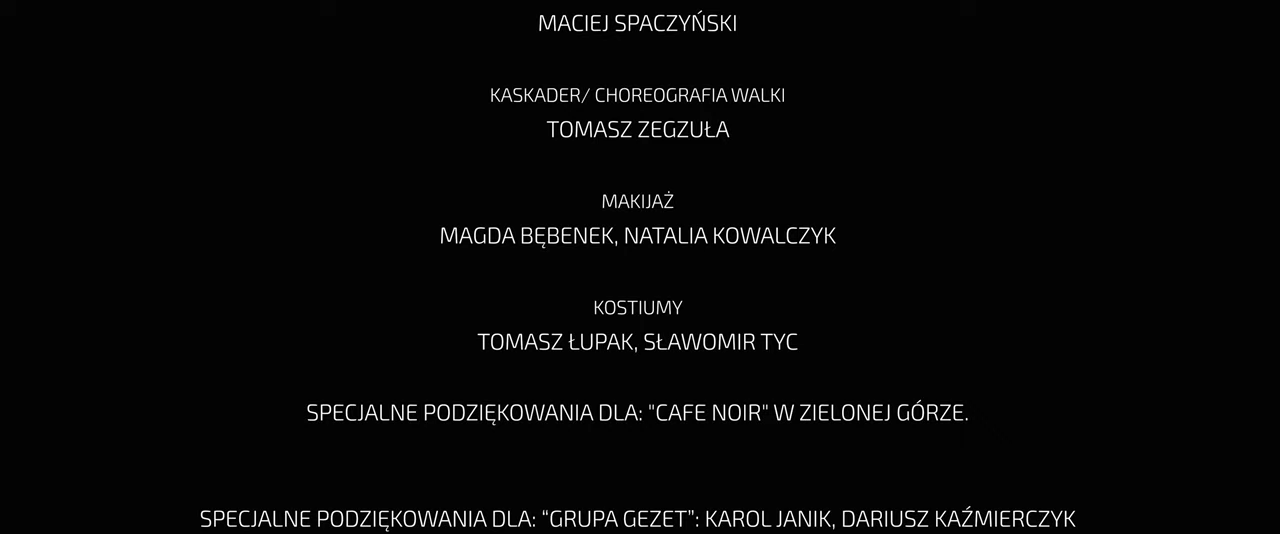 MACIEJ SPACZYŃSKI
KASKADER/ CHOREOGRAFIA WALKI
TOMASZ ZEGZUŁA
MAKIJAŻ
MAGDA BĘBENEK, NATALIA KOWALCZYK
KOSTIUMY
TOMASZ ŁUPAK, SŁAWOMIR TYC
SPECJALNE PODZIĘKOWANIA DLA: "CAFE NOIR" W ZIELONEJ GÓRZE.
SPECJALNE PODZIĘKOWANIA DLA: “GRUPA GEZET”: KAROL JANIK, DARIUSZ KAŹMIERCZYK